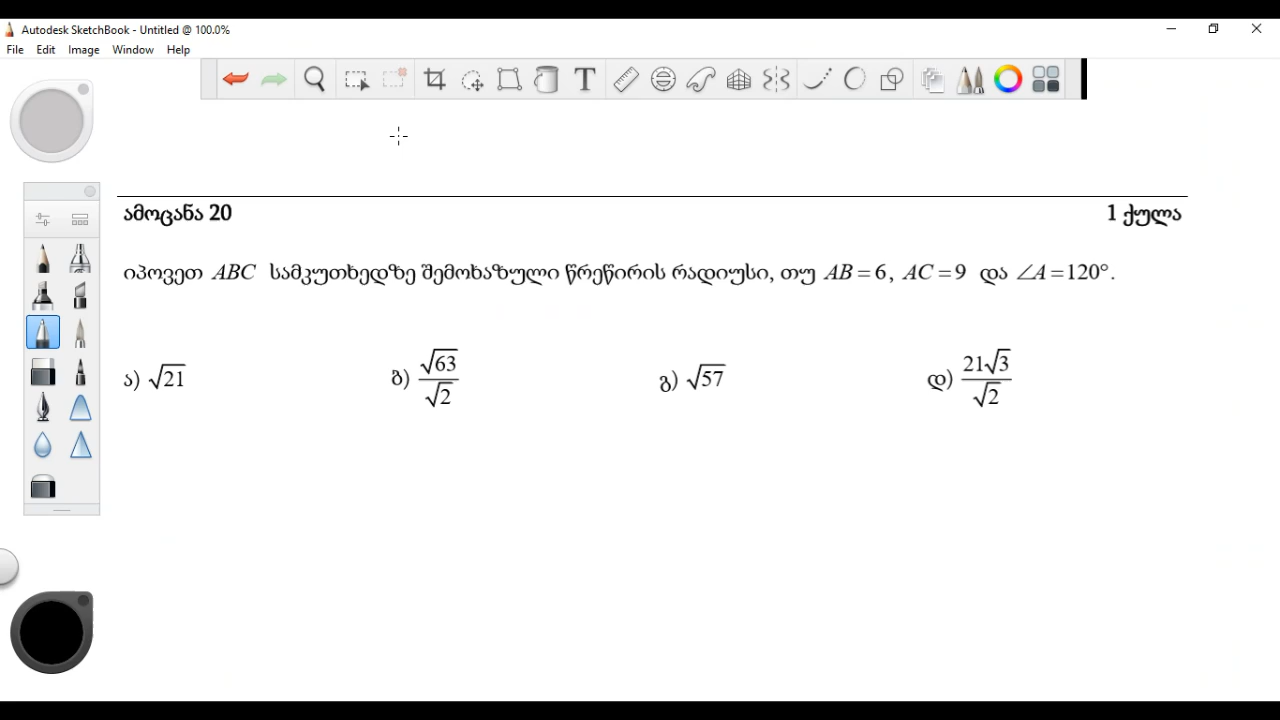 Autodesk SketchBook - Untitled @ 100.0%
File Edit Image Window Help
T
ამოცანა 20 1 ქულა
იპოვეთ ABC სამკუთხედზე შემოხაზული წრეწირის რადიუსი, თუ AB = 6, AC = 9 და ∠A = 120°.
ა) √21 ბ) √63/√2 გ) √57 დ) 21√3/√2